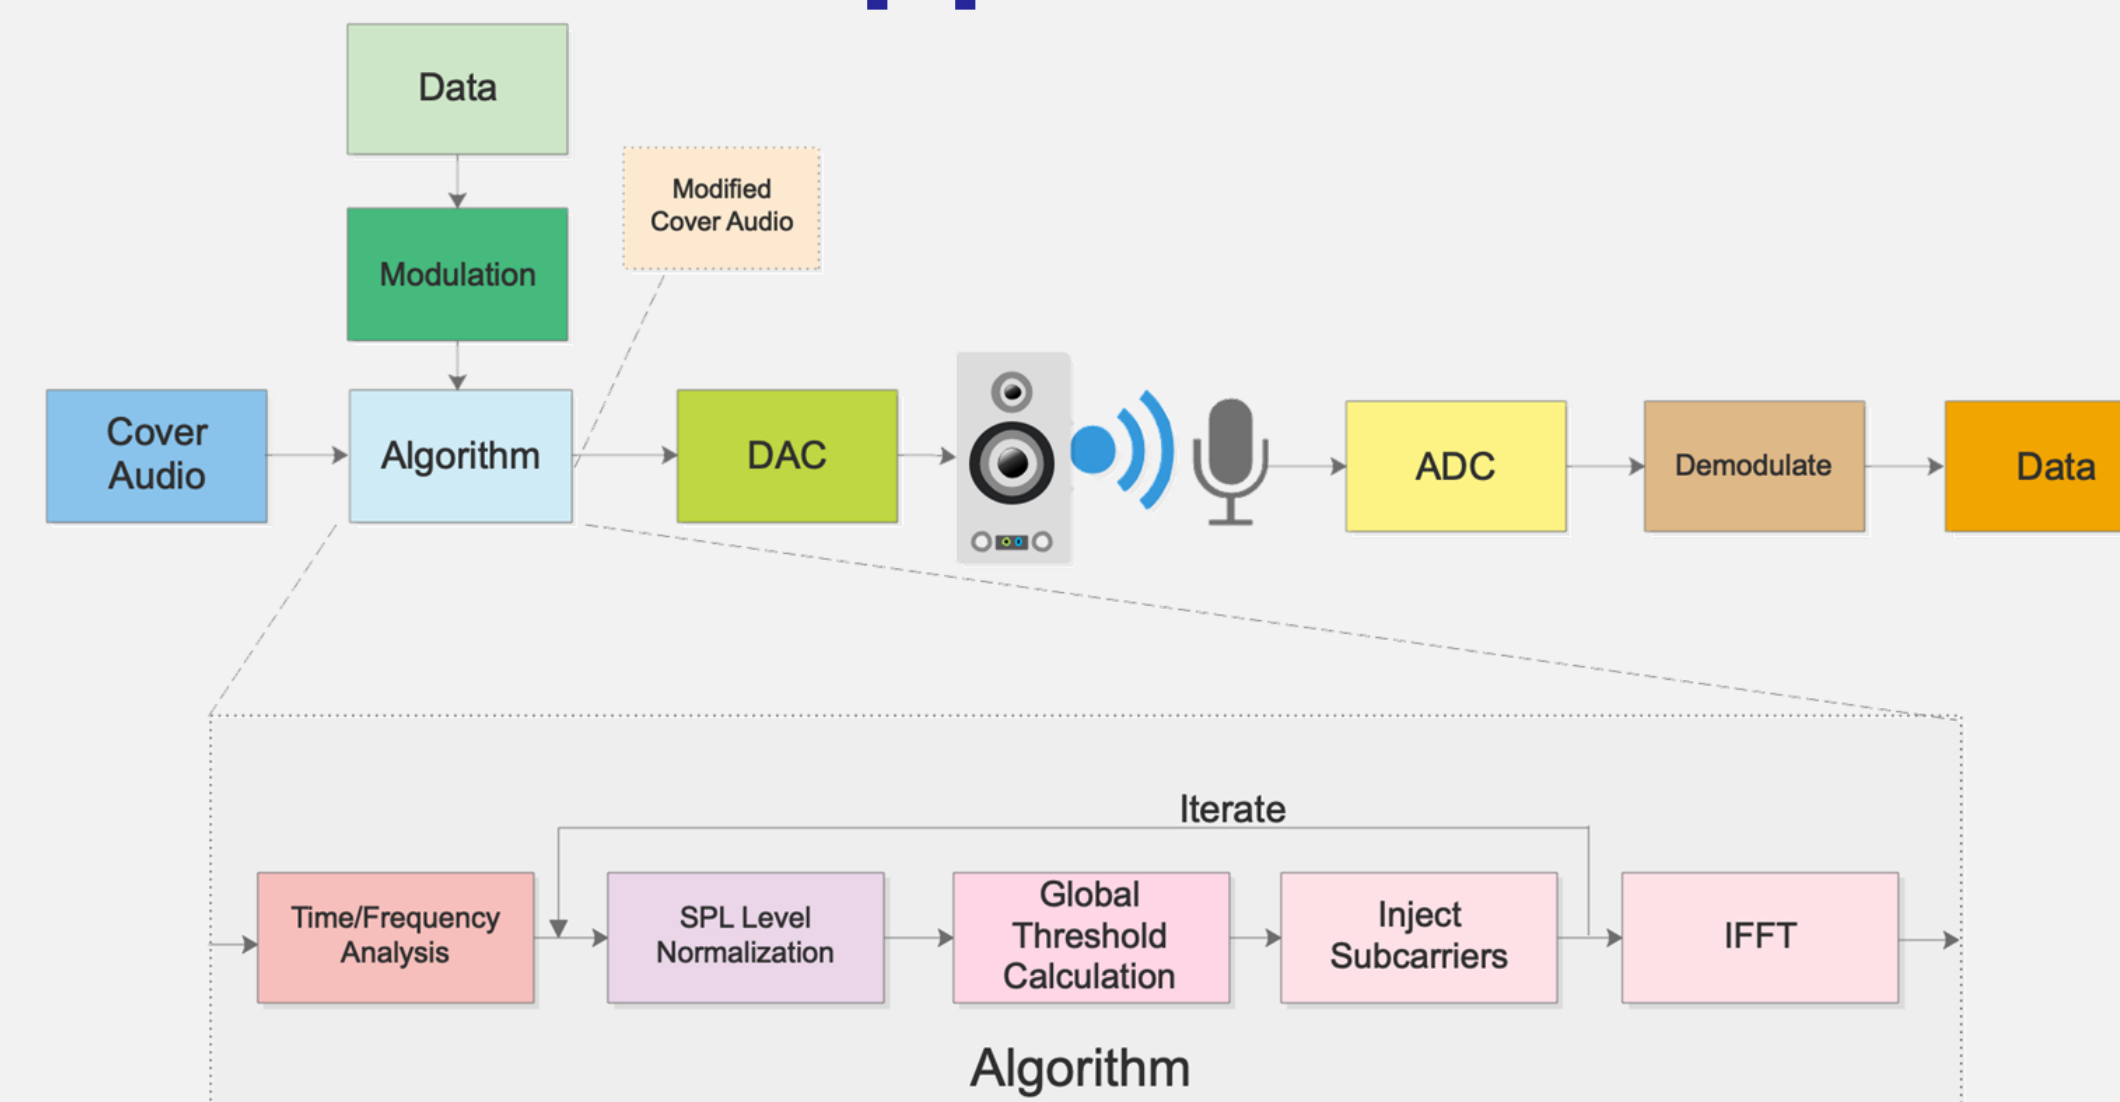 Data
Modified
Cover Audio
Modulation
Cover
Audio
Algorithm
DAC
ADC
Demodulate
Data
Iterate
Time/Frequency
Analysis
SPL Level
Normalization
Global
Threshold
Calculation
Inject
Subcarriers
IFFT
Algorithm